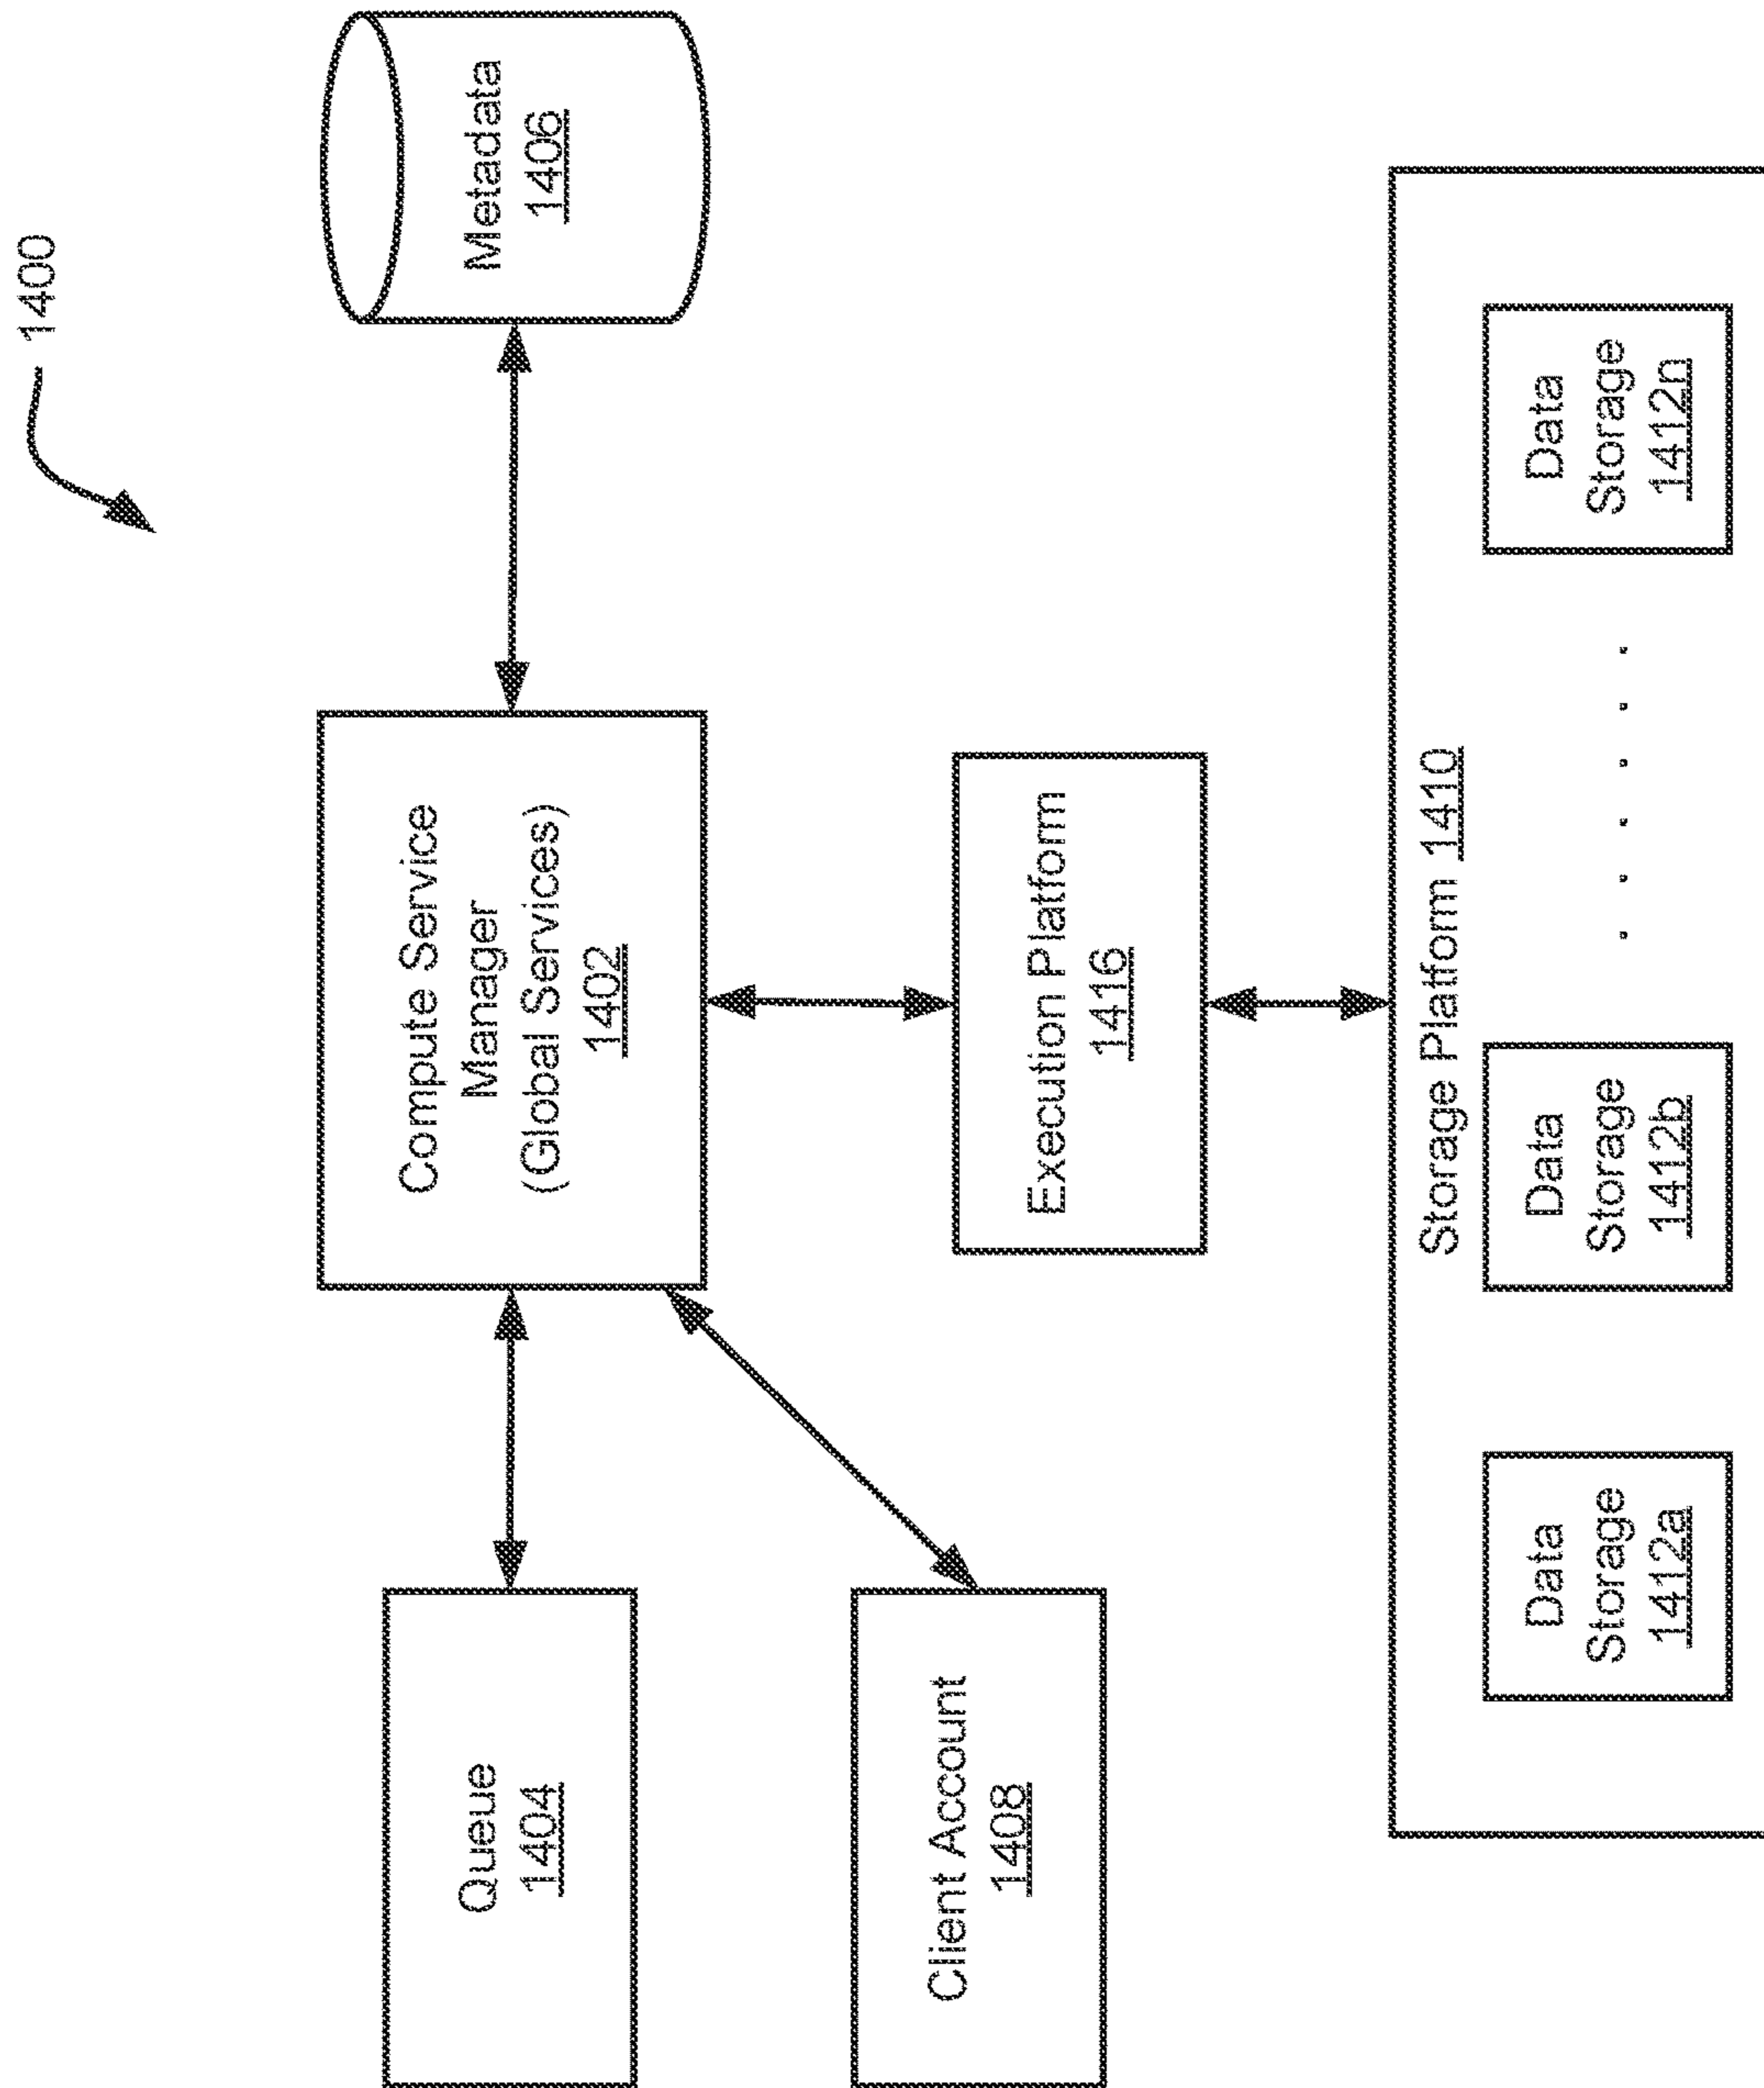 1400
Queue
1404
Compute Service
Manager
(Global Services)
1402
Metadata
1406
Client Account
1408
Execution Platform
1416
Storage Platform 1410
Data
Storage
1412a
Data
Storage
1412b
Data
Storage
1412n